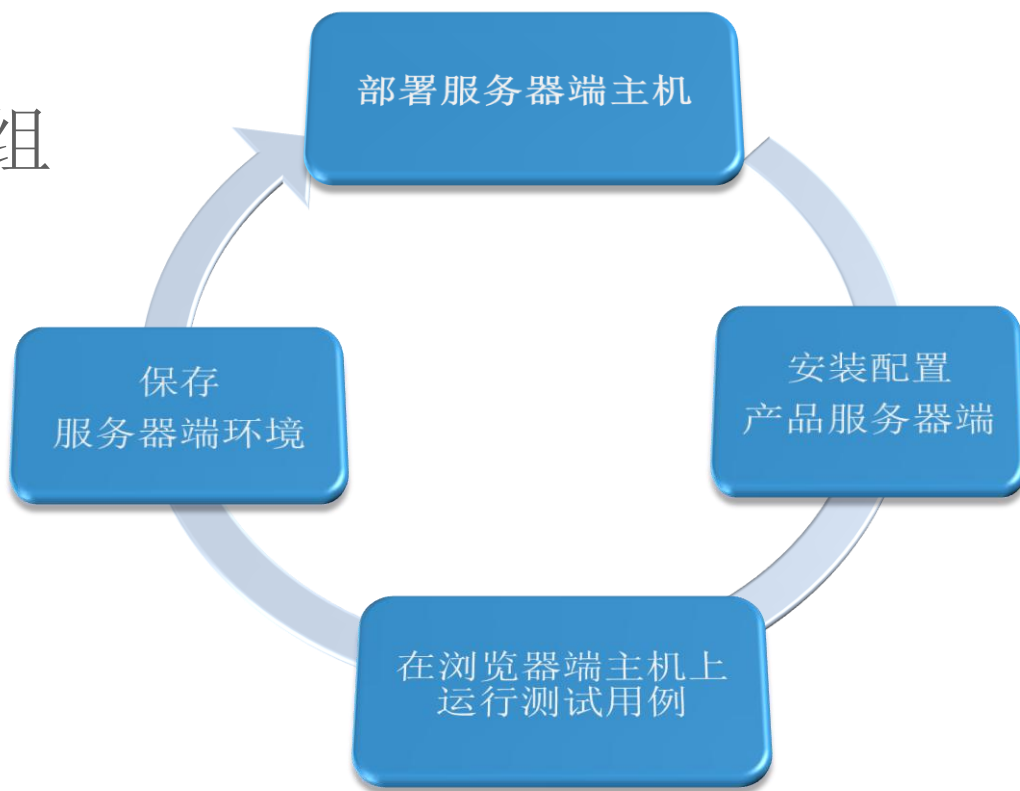 组
部署服务器端主机
安装配置
产品服务器端
在浏览器端主机上
运行测试用例
保存
服务器端环境